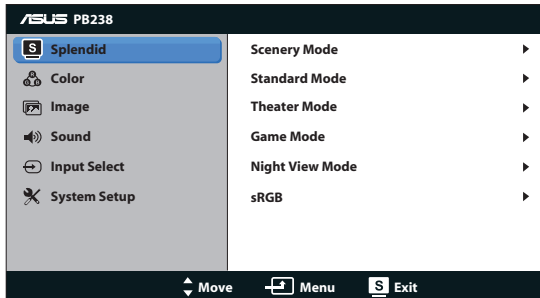 ASUS PB238
S Splendid
Color
Image
Sound
Input Select
System Setup
Scenery Mode
Standard Mode
Theater Mode
Game Mode
Night View Mode
sRGB
Move Menu S Exit